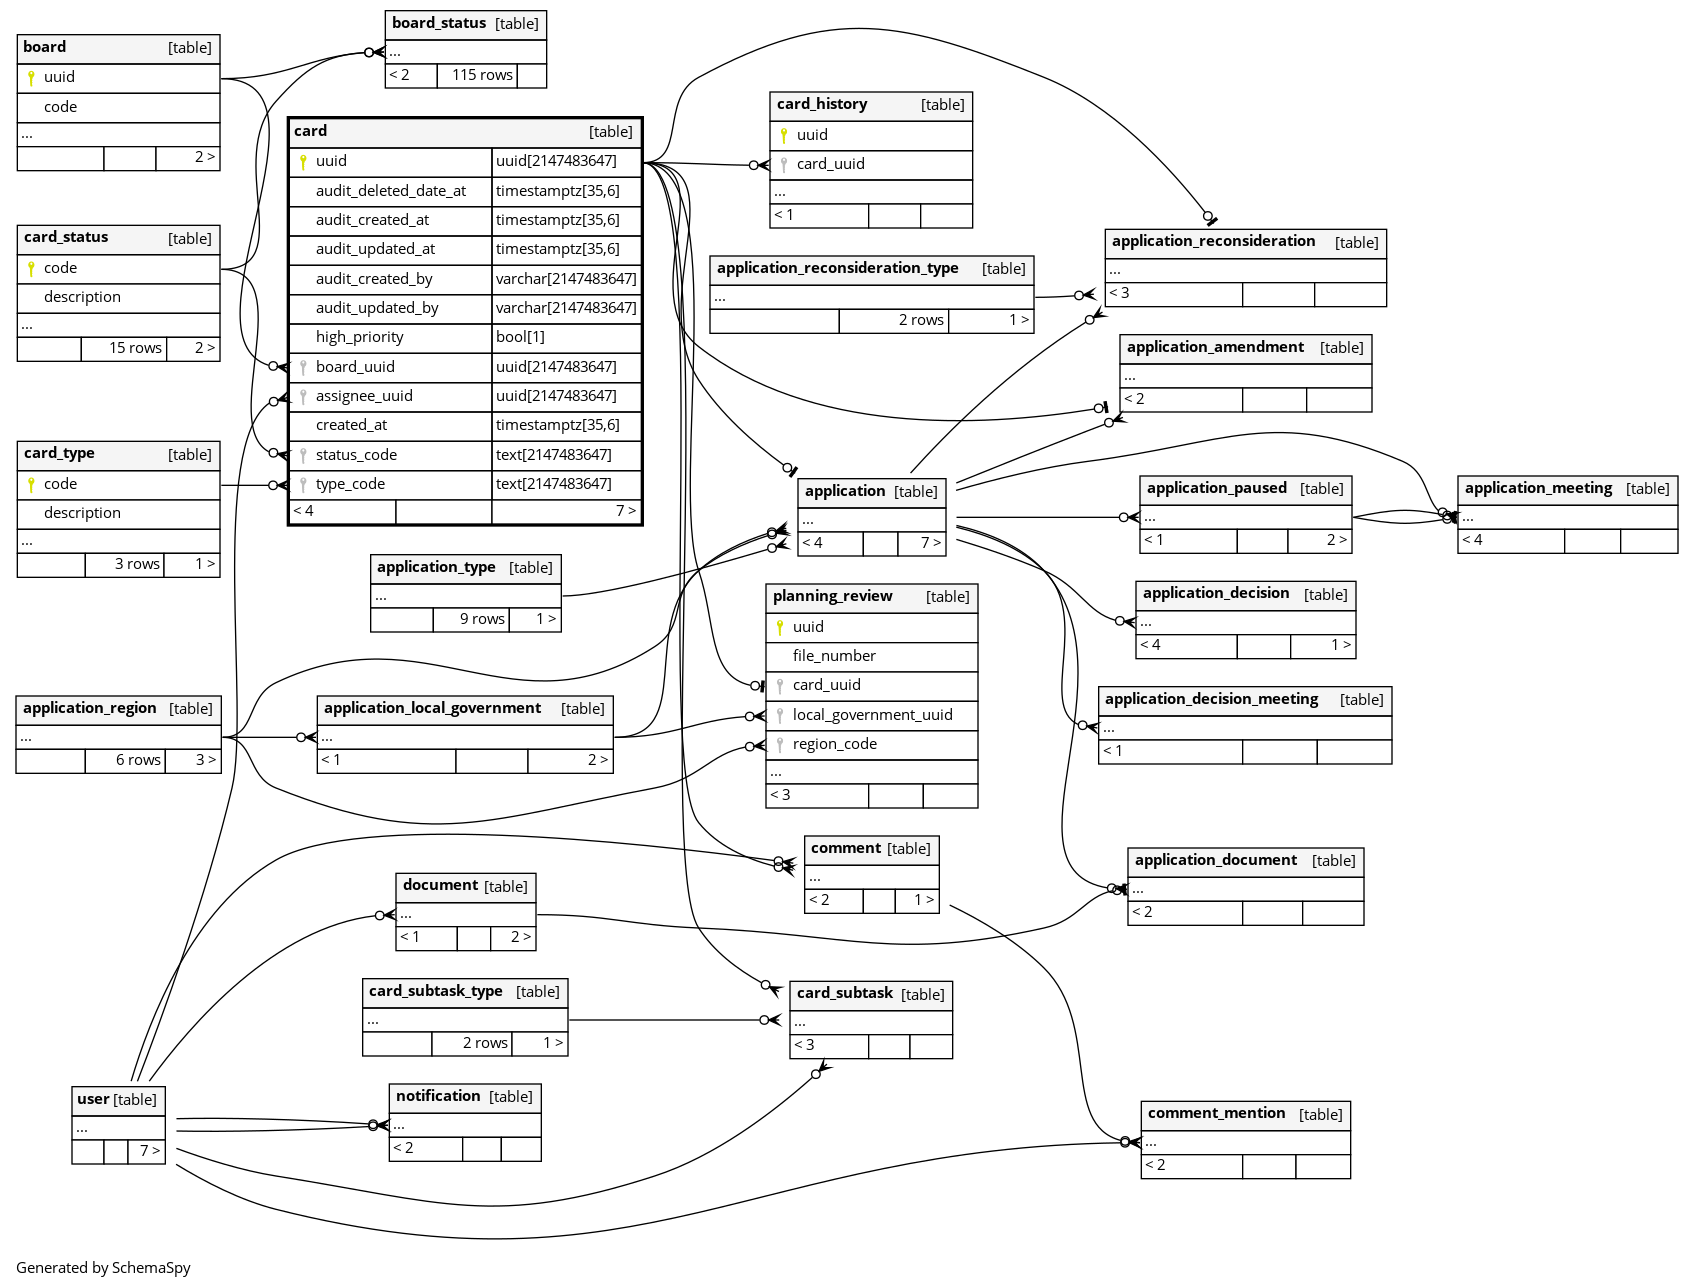 board [table]
uuid
code
...
2 >
board_status [table]
...
< 2 115 rows
card [table]
uuid uuid[2147483647]
audit_deleted_date_at timestamptz[35,6]
audit_created_at timestamptz[35,6]
audit_updated_at timestamptz[35,6]
audit_created_by varchar[2147483647]
audit_updated_by varchar[2147483647]
high_priority bool[1]
board_uuid uuid[2147483647]
assignee_uuid uuid[2147483647]
created_at timestamptz[35,6]
status_code text[2147483647]
type_code text[2147483647]
< 4 7 >
card_history [table]
uuid
card_uuid
...
< 1
card_status [table]
code
description
...
15 rows 2 >
application_reconsideration_type [table]
...
2 rows 1 >
application_reconsideration [table]
...
< 3
application_amendment [table]
...
< 2
card_type [table]
code
description
...
3 rows 1 >
application [table]
...
< 4 7 >
application_paused [table]
...
< 1 2 >
application_meeting [table]
...
< 4
application_type [table]
...
9 rows 1 >
planning_review [table]
uuid
file_number
card_uuid
local_government_uuid
region_code
...
< 3
application_decision [table]
...
< 4 1 >
application_region [table]
...
6 rows 3 >
application_local_government [table]
...
< 1 2 >
application_decision_meeting [table]
...
< 1
comment [table]
...
< 2 1 >
application_document [table]
...
< 2
document [table]
...
< 1 2 >
card_subtask_type [table]
...
2 rows 1 >
card_subtask [table]
...
< 3
user [table]
...
7 >
notification [table]
...
< 2
comment_mention [table]
...
< 2
Generated by SchemaSpy